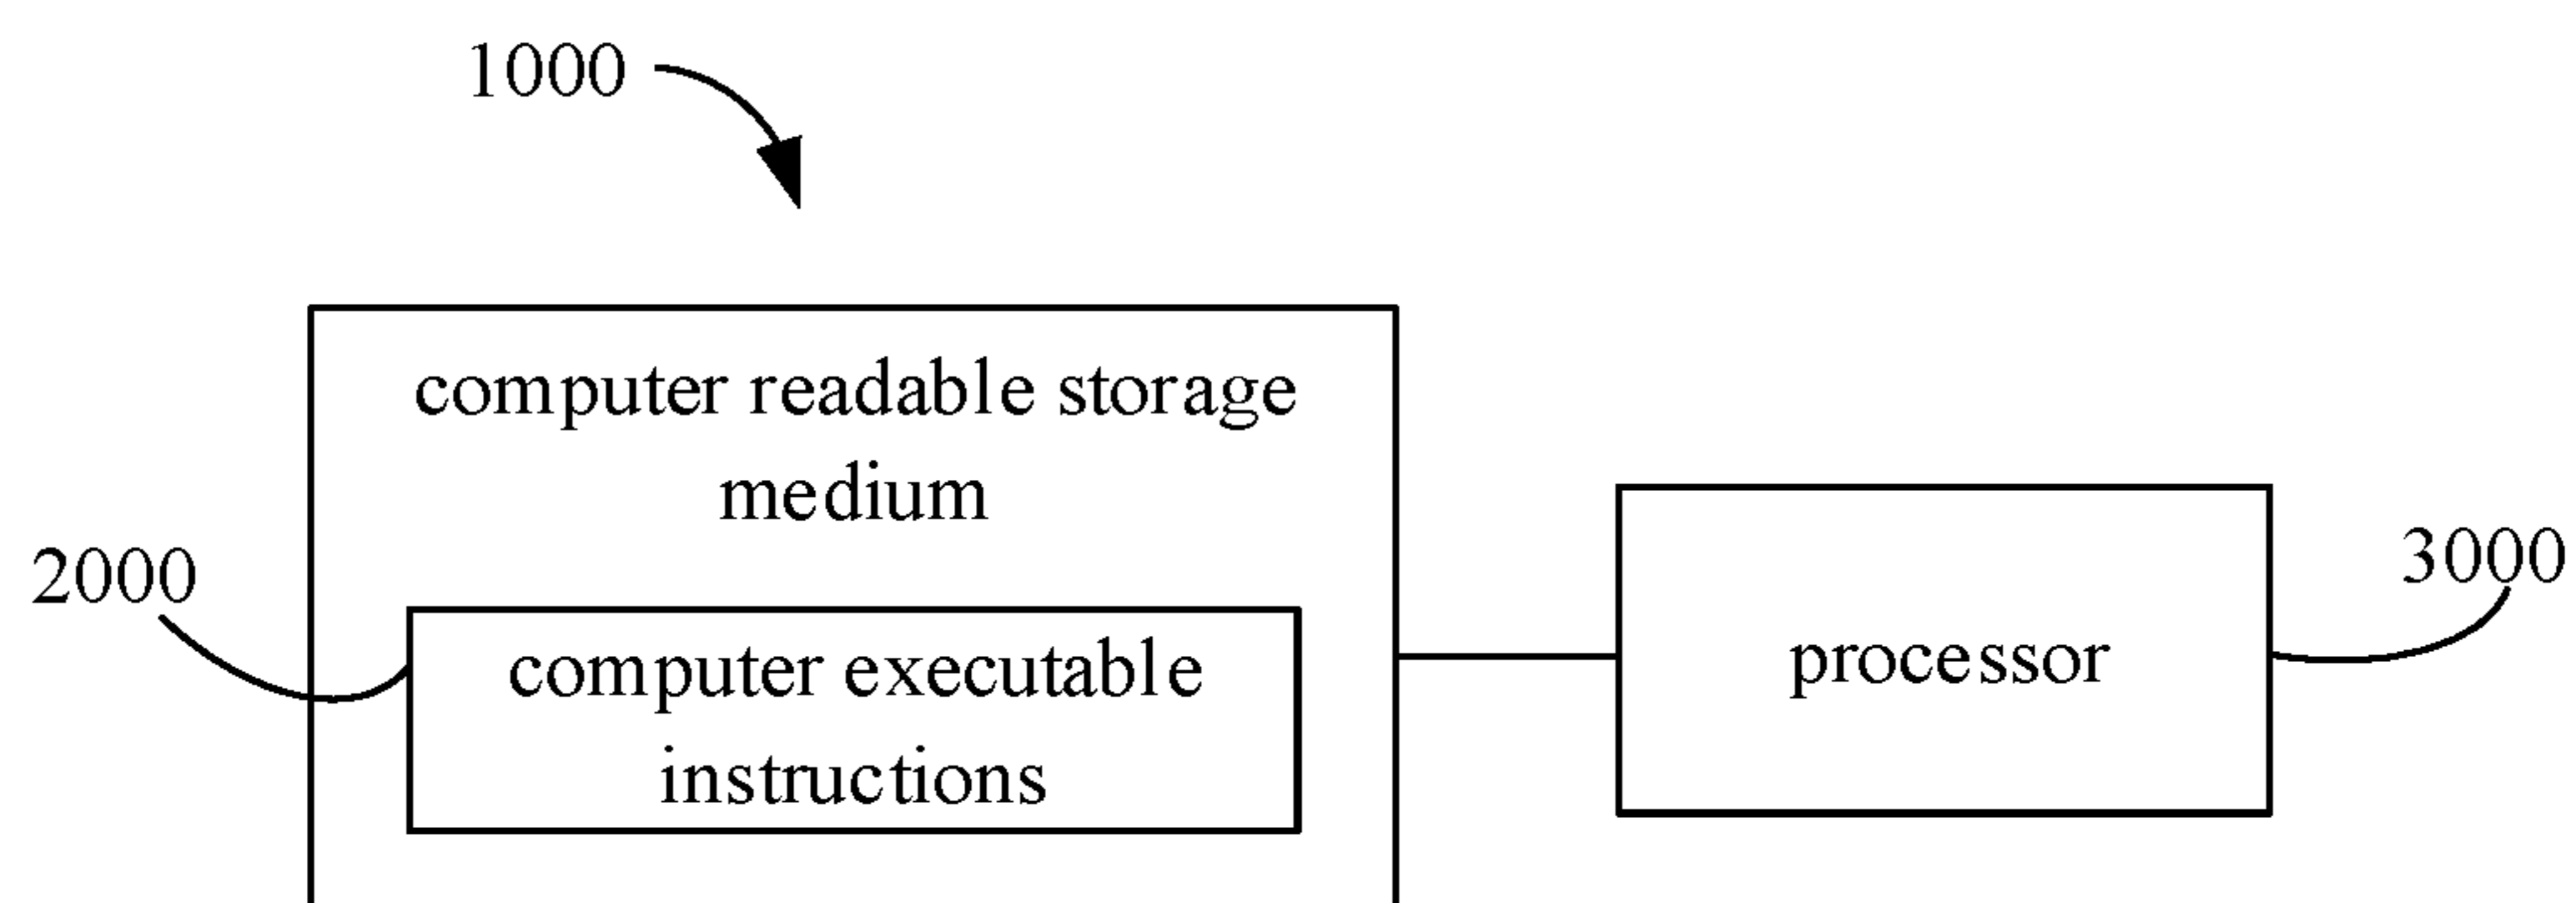 1000
computer readable storage
medium
2000
3000
computer executable
processor
instructions